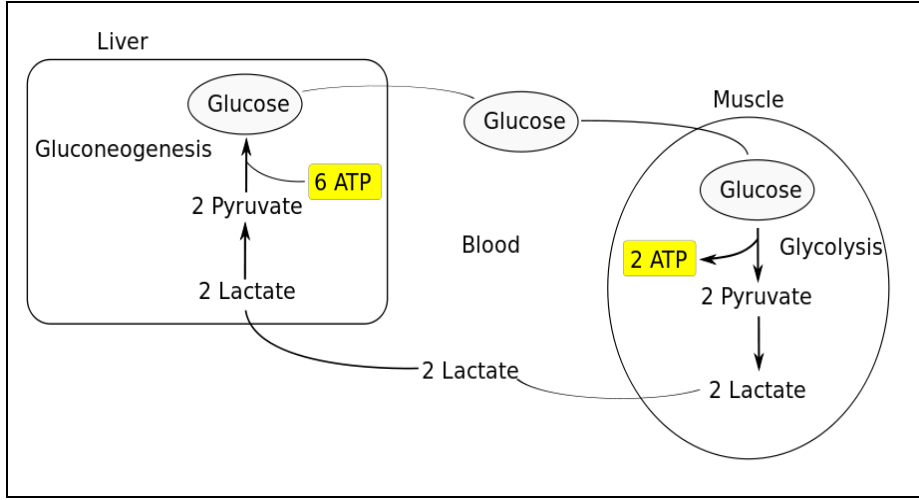 Liver
Glucose
Gluconeogenesis
6 ATP
2 Pyruvate
2 Lactate
Glucose
Blood
2 Lactate
Muscle
Glucose
Glycolysis
2 ATP
2 Pyruvate
2 Lactate